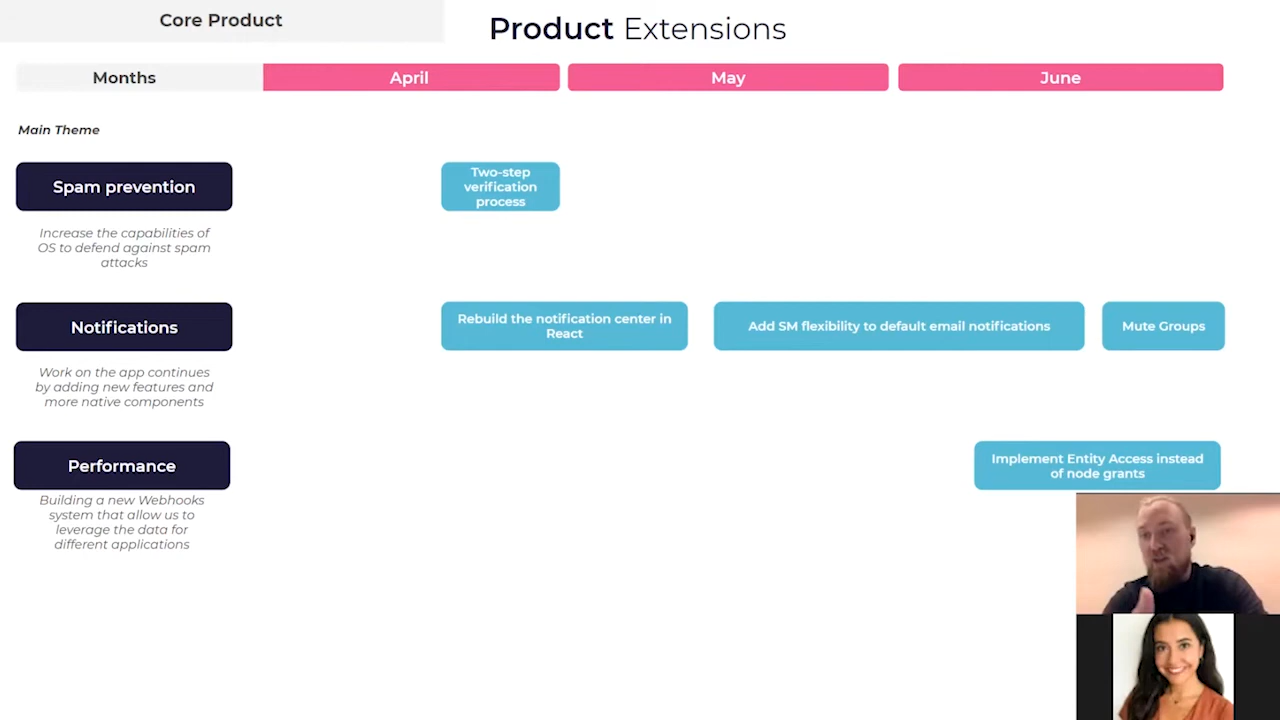 Core Product
Product Extensions
Months
April
May
June
Main Theme
Spam prevention
Two-step
verification
process
Increase the capabilities of
OS to defend against spam
attacks
Notifications
Rebuild the notification center in
React
Add SM flexibility to default email notifications
Mute Groups
Work on the app continues
by adding new features and
more native components
Performance
Implement Entity Access instead
of node grants
Building a new Webhooks
system that allow us to
leverage the data for
different applications